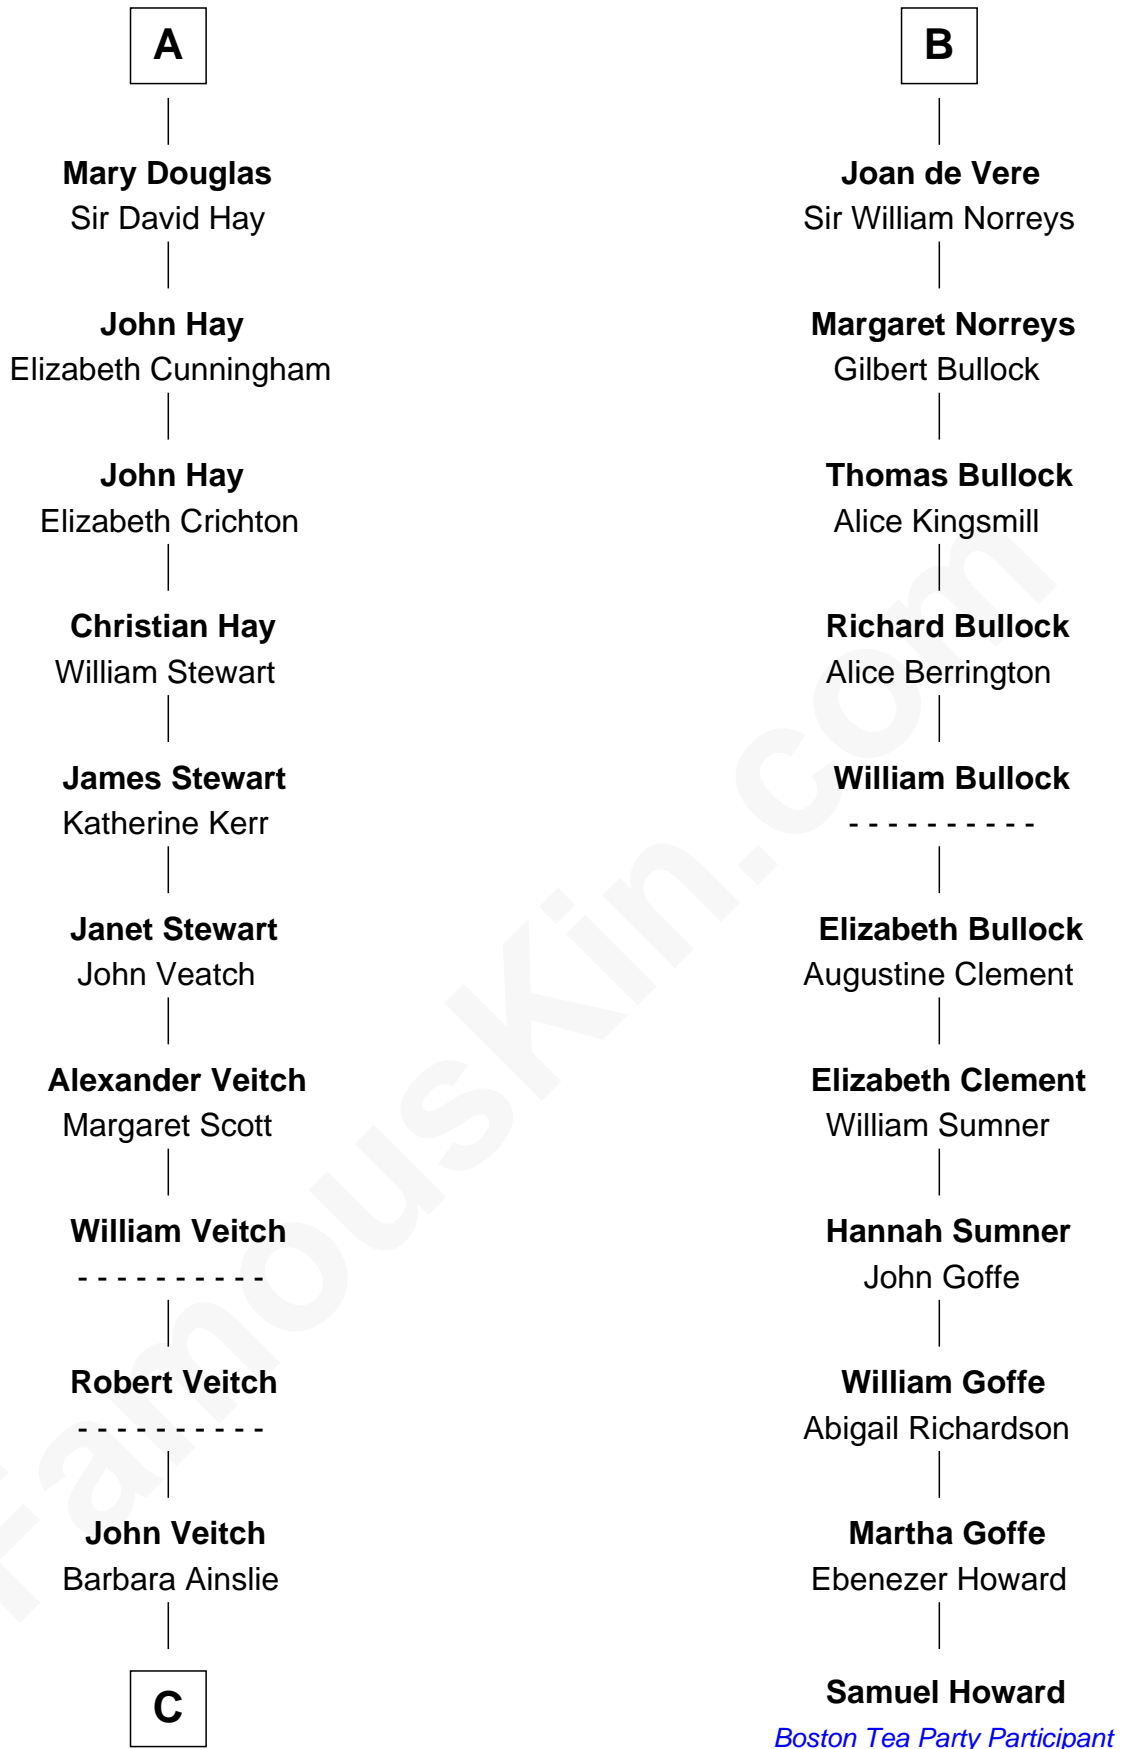 A
Mary Douglas
Sir David Hay
John Hay
Elizabeth Cunningham
John Hay
Elizabeth Crichton
Christian Hay
William Stewart
James Stewart
Katherine Kerr
Janet Stewart
John Veatch
Alexander Veitch
Margaret Scott
William Veitch
- - - - - - - - - -
Robert Veitch
- - - - - - - - - -
John Veitch
Barbara Ainslie
C
B
Joan de Vere
Sir William Norreys
Margaret Norreys
Gilbert Bullock
Thomas Bullock
Alice Kingsmill
Richard Bullock
Alice Berrington
William Bullock
- - - - - - - - - -
Elizabeth Bullock
Augustine Clement
Elizabeth Clement
William Sumner
Hannah Sumner
John Goffe
William Goffe
Abigail Richardson
Martha Goffe
Ebenezer Howard
Samuel Howard
Boston Tea Party Participant
FamousKin.com